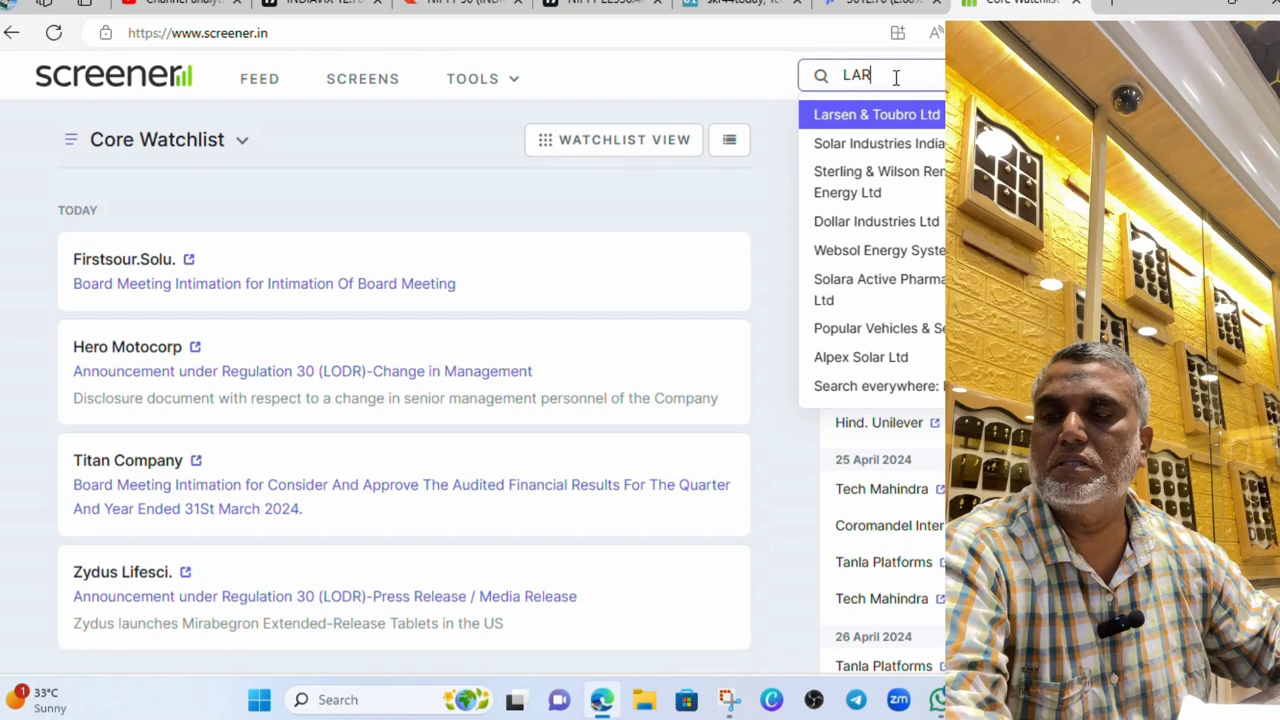 https://www.screener.in
screener
FEED
SCREENS
TOOLS
LAR
Core Watchlist
WATCHLIST VIEW
Larsen & Toubro Ltd
Solar Industries India
Sterling & Wilson Ren
Energy Ltd
Dollar Industries Ltd
Websol Energy Syste
Solara Active Pharma
Ltd
Popular Vehicles & Se
Alpex Solar Ltd
Search everywhere:
TODAY
Firstsour.Solu.
Board Meeting Intimation for Intimation Of Board Meeting
Hero Motocorp
Announcement under Regulation 30 (LODR)-Change in Management
Disclosure document with respect to a change in senior management personnel of the Company
Titan Company
Board Meeting Intimation for Consider And Approve The Audited Financial Results For The Quarter
And Year Ended 31St March 2024.
Zydus Lifesci.
Announcement under Regulation 30 (LODR)-Press Release / Media Release
Zydus launches Mirabegron Extended-Release Tablets in the US
Hind. Unilever
25 April 2024
Tech Mahindra
Coromandel Inter
Tanla Platforms
Tech Mahindra
26 April 2024
Tanla Platforms
1
33°C
Sunny
Search
zm